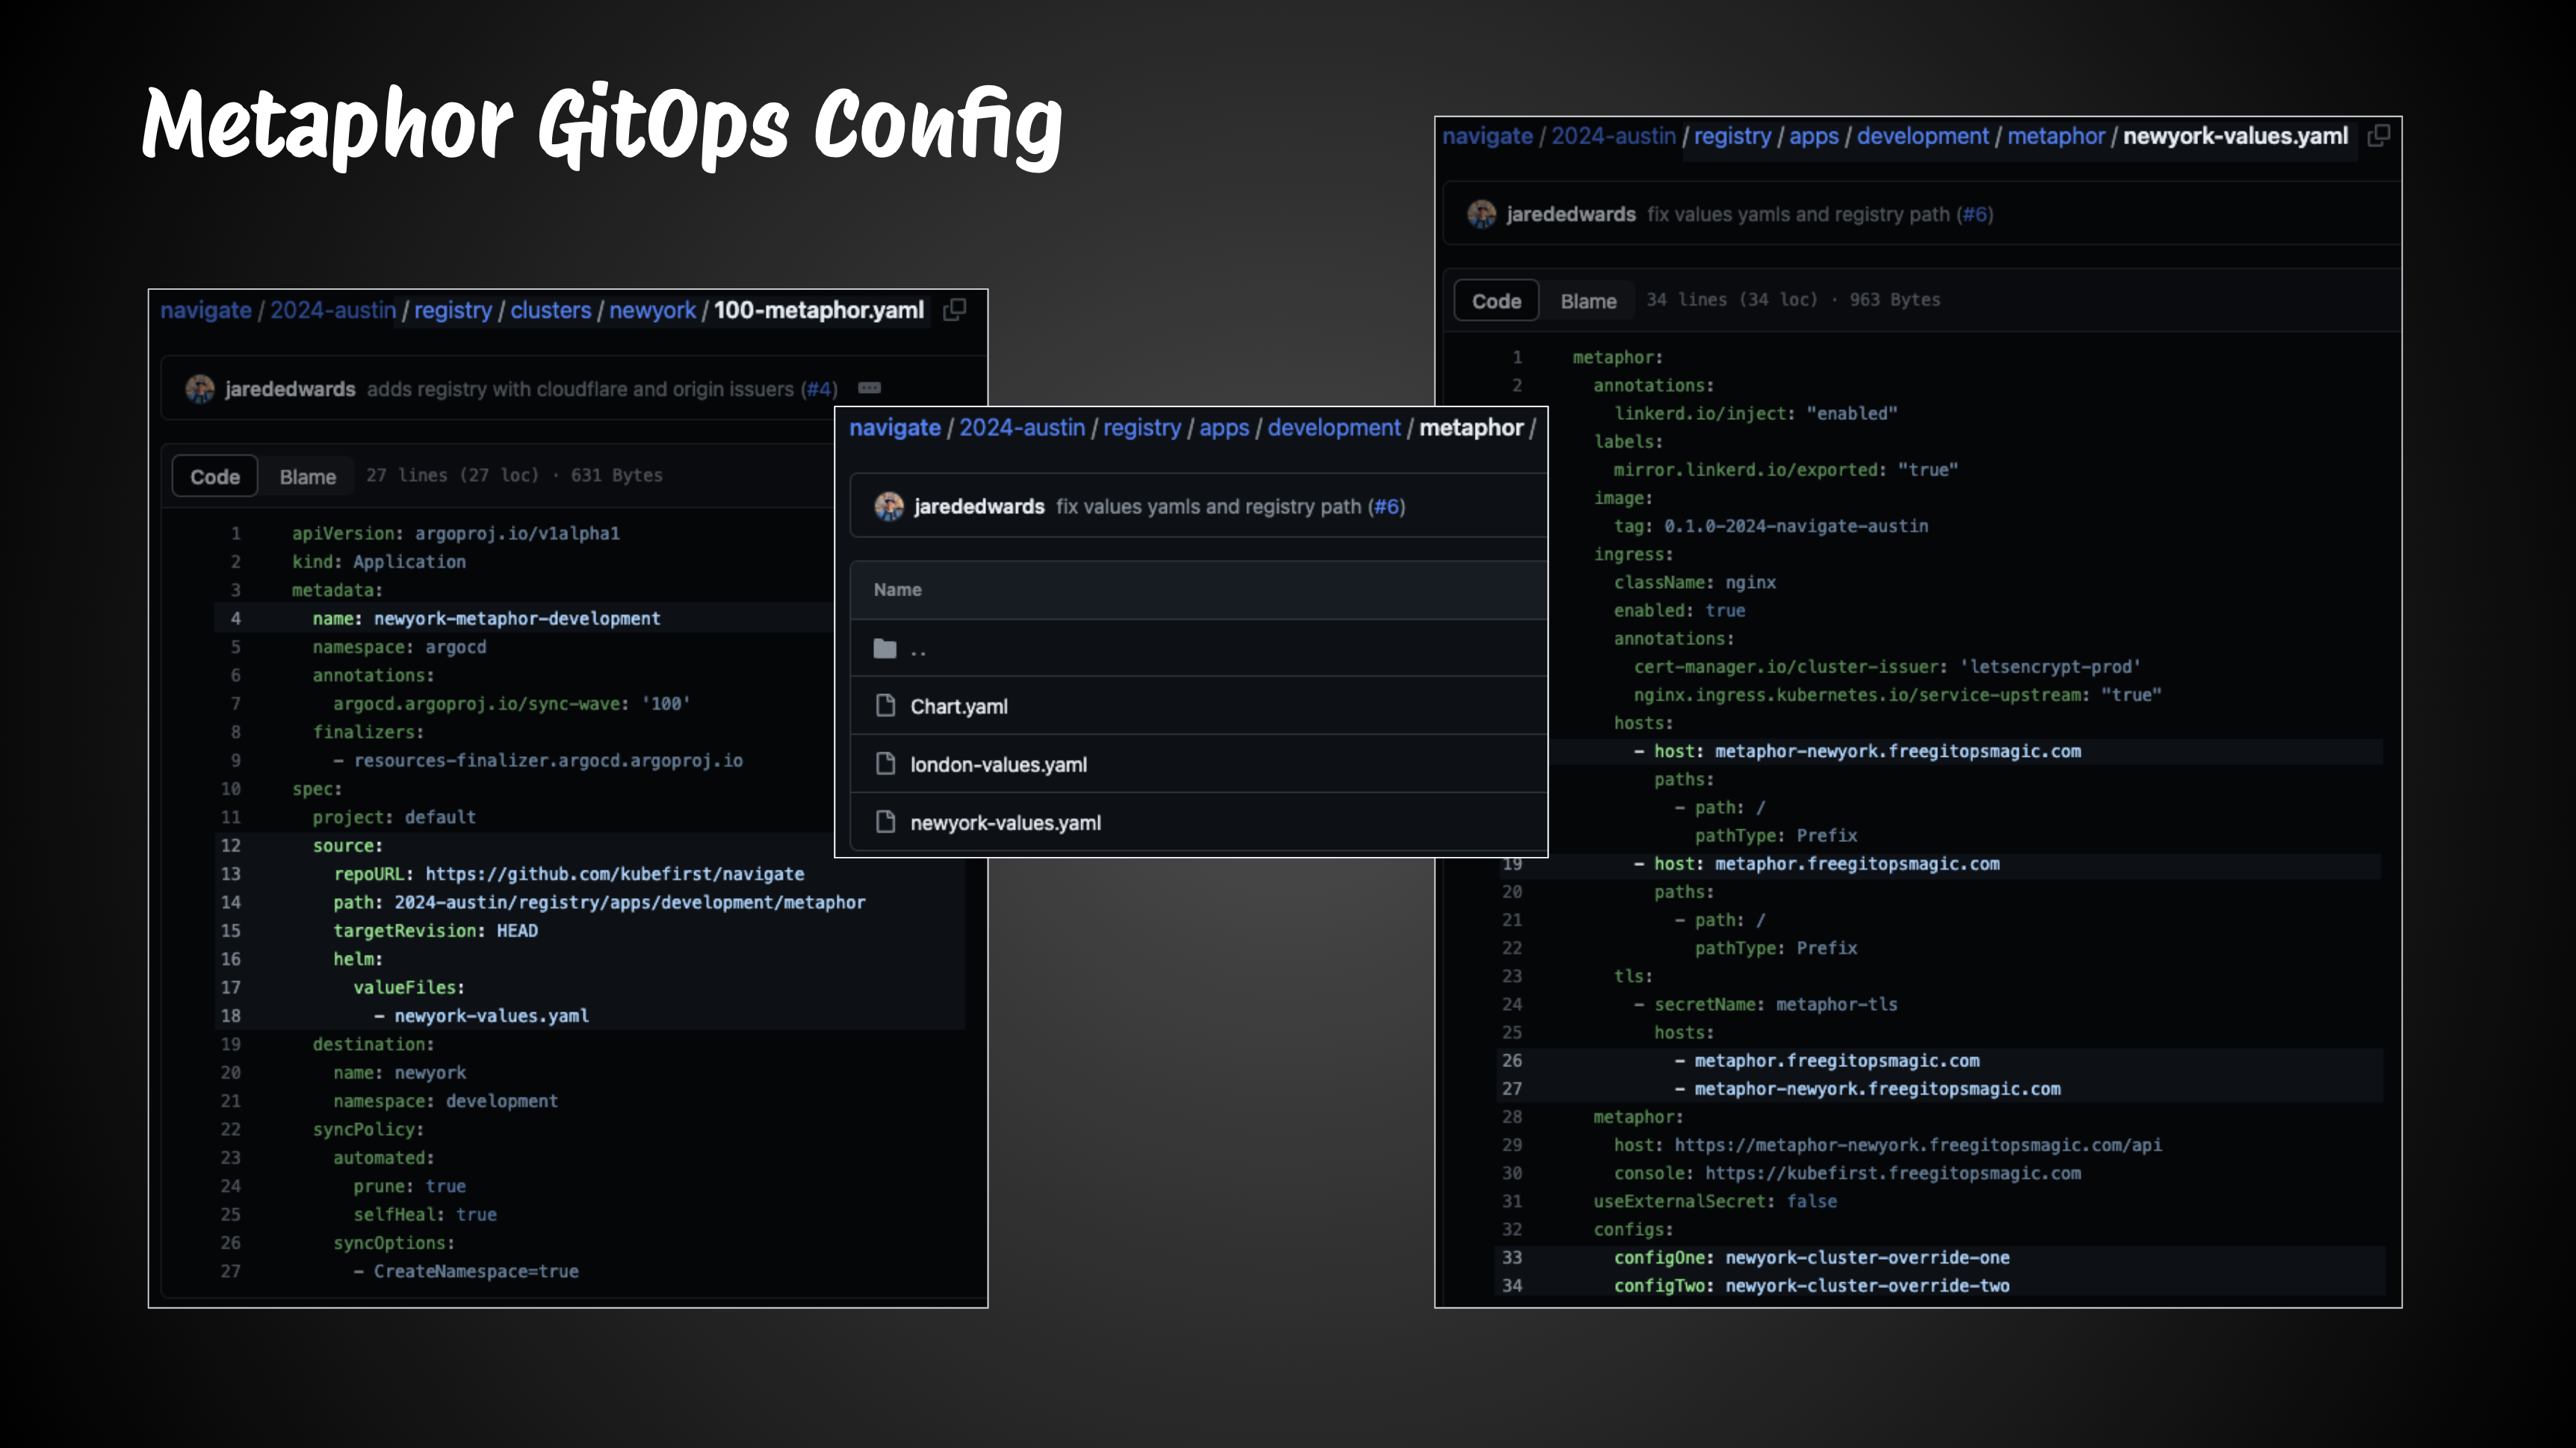 Metaphor GitOps Config
navigate / 2024-austin / registry / clusters / newyork / 100-metaphor.yaml
jarededwards adds registry with cloudflare and origin issuers (#4)
Code Blame 27 lines (27 loc) · 631 Bytes
1 apiVersion: argoproj.io/v1alpha1
2 kind: Application
3 metadata:
4 name: newyork-metaphor-development
5 namespace: argocd
6 annotations:
7 argocd.argoproj.io/sync-wave: '100'
8 finalizers:
9 - resources-finalizer.argocd.argoproj.io
10 spec:
11 project: default
12 source:
13 repoURL: https://github.com/kubefirst/navigate
14 path: 2024-austin/registry/apps/development/metaphor
15 targetRevision: HEAD
16 helm:
17 valueFiles:
18 - newyork-values.yaml
19 destination:
20 name: newyork
21 namespace: development
22 syncPolicy:
23 automated:
24 prune: true
25 selfHeal: true
26 syncOptions:
27 - CreateNamespace=true
navigate / 2024-austin / registry / apps / development / metaphor /
jarededwards fix values yamls and registry path (#6)
Name
..
Chart.yaml
london-values.yaml
newyork-values.yaml
navigate / 2024-austin / registry / apps / development / metaphor / newyork-values.yaml
jarededwards fix values yamls and registry path (#6)
Code Blame 34 lines (34 loc) · 963 Bytes
1 metaphor:
2 annotations:
linkerd.io/inject: "enabled"
labels:
mirror.linkerd.io/exported: "true"
image:
tag: 0.1.0-2024-navigate-austin
ingress:
className: nginx
enabled: true
annotations:
cert-manager.io/cluster-issuer: 'letsencrypt-prod'
nginx.ingress.kubernetes.io/service-upstream: "true"
hosts:
- host: metaphor-newyork.freegitopsmagic.com
paths:
- path: /
pathType: Prefix
19 - host: metaphor.freegitopsmagic.com
20 paths:
21 - path: /
22 pathType: Prefix
23 tls:
24 - secretName: metaphor-tls
25 hosts:
26 - metaphor.freegitopsmagic.com
27 - metaphor-newyork.freegitopsmagic.com
28 metaphor:
29 host: https://metaphor-newyork.freegitopsmagic.com/api
30 console: https://kubefirst.freegitopsmagic.com
31 useExternalSecret: false
32 configs:
33 configOne: newyork-cluster-override-one
34 configTwo: newyork-cluster-override-two